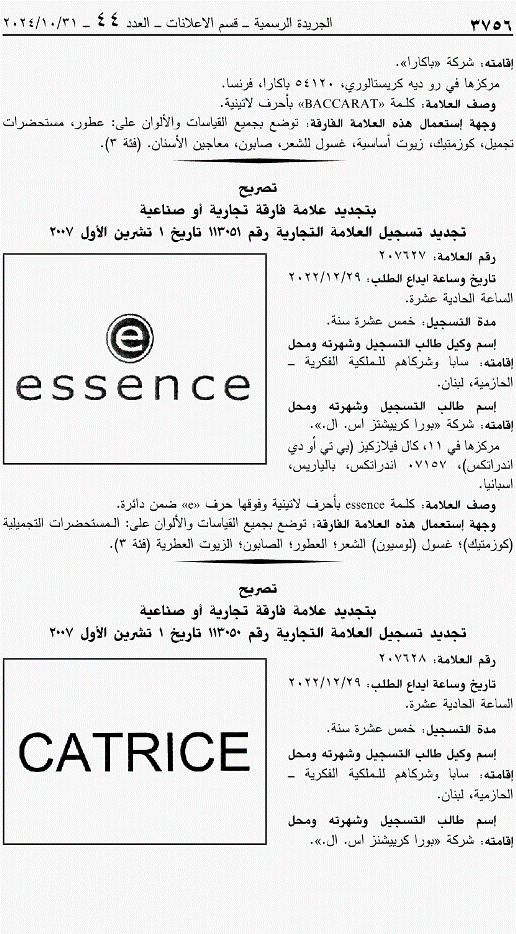 ٣٧٥٦ الجريدة الرسمية ـ قسم الاعلانات ـ العدد ٤٤ ـ ٢٠٢٤/١٠/٣١
إقامته: شركة «باكارا».
مركزها في رو ديه كريستالوري، ٥٤١٢٠ باكارا، فرنسا.
وصف العلامة: كلمة «BACCARAT» بأحرف لاتينية.
وجهة إستعمال هذه العلامة الفارقة: توضع بجميع القياسات والألوان على: عطور، مستحضرات
تجميل، كوزمتيك، زيوت أساسية، غسول للشعر، صابون، معاجين الأسنان. (فئة ٣).
تصريح
بتجديد علامة فارقة تجارية أو صناعية
تجديد تسجيل العلامة التجارية رقم ١١٣٠٥١ تاريخ ١ تشرين الأول ٢٠٠٧
رقم العلامة: ٢٠٧٦٢٧
تاريخ وساعة ايداع الطلب: ٢٠٢٢/١٢/٢٩
الساعة الحادية عشرة.
مدة التسجيل: خمس عشرة سنة.
إسم وكيل طالب التسجيل وشهرته ومحل
إقامته: سابا وشركاهم للملكية الفكرية ـ
الحازمية، لبنان.
إسم طالب التسجيل وشهرته ومحل
إقامته: شركة «بورا كرييشنز اس. ال.».
مركزها في ١١، كال فيلازكيز (بي تي أو دي
اندراتكس)، ٠٧١٥٧ اندراتكس، بالياريس،
اسبانيا.
e
essence
وصف العلامة: كلمة essence بأحرف لاتينية وفوقها حرف «e» ضمن دائرة.
وجهة إستعمال هذه العلامة الفارقة: توضع بجميع القياسات والألوان على: المستحضرات التجميلية
(كوزمتيك)؛ غسول (لوسيون) الشعر؛ العطور؛ الصابون؛ الزيوت العطرية (فئة ٣).
تصريح
بتجديد علامة فارقة تجارية أو صناعية
تجديد تسجيل العلامة التجارية رقم ١١٣٠٥٠ تاريخ ١ تشرين الأول ٢٠٠٧
رقم العلامة: ٢٠٧٦٢٨
تاريخ وساعة ايداع الطلب: ٢٠٢٢/١٢/٢٩
الساعة الحادية عشرة.
مدة التسجيل: خمس عشرة سنة.
إسم وكيل طالب التسجيل وشهرته ومحل
إقامته: سابا وشركاهم للملكية الفكرية ـ
الحازمية، لبنان.
إسم طالب التسجيل وشهرته ومحل
إقامته: شركة «بورا كرييشنز اس. ال.».
CATRICE